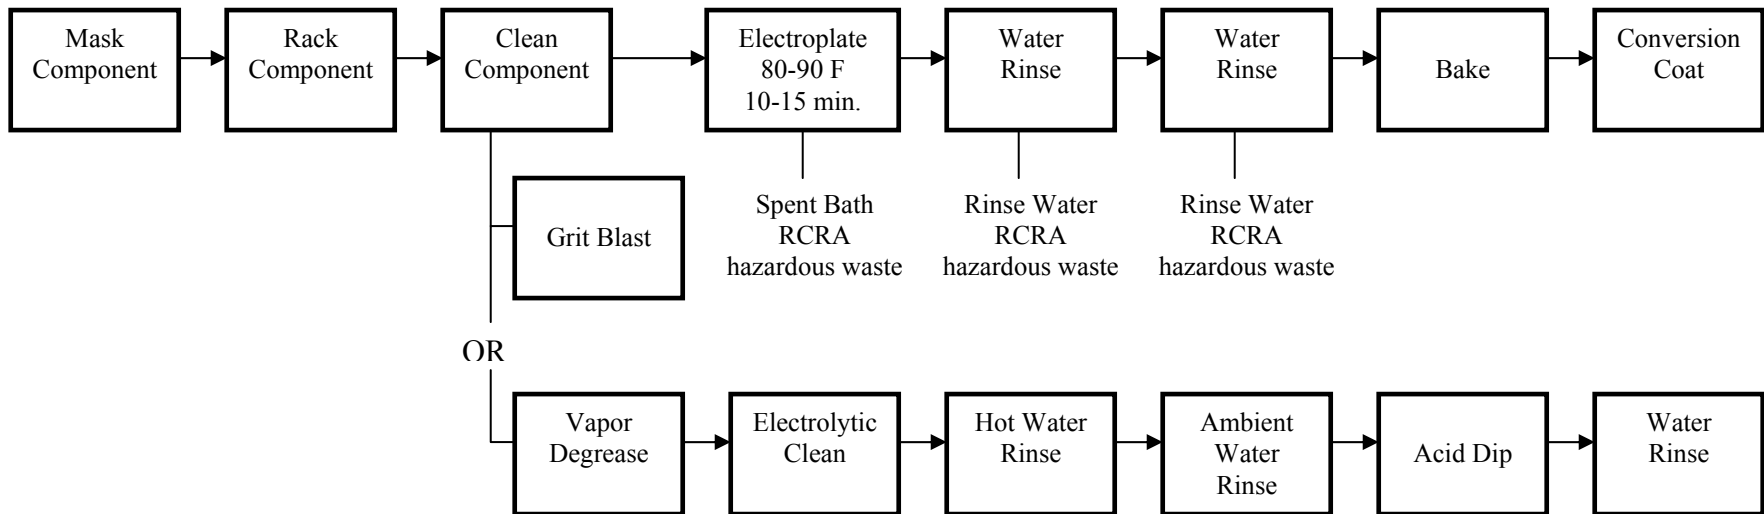 Mask
Component
Rack
Component
Clean
Component
Electroplate
80-90 F
10-15 min.
Water
Rinse
Water
Rinse
Bake
Conversion
Coat
Grit Blast
Spent Bath
RCRA
hazardous waste
Rinse Water
RCRA
hazardous waste
Rinse Water
RCRA
hazardous waste
OR
Vapor
Degrease
Electrolytic
Clean
Hot Water
Rinse
Ambient
Water
Rinse
Acid Dip
Water
Rinse